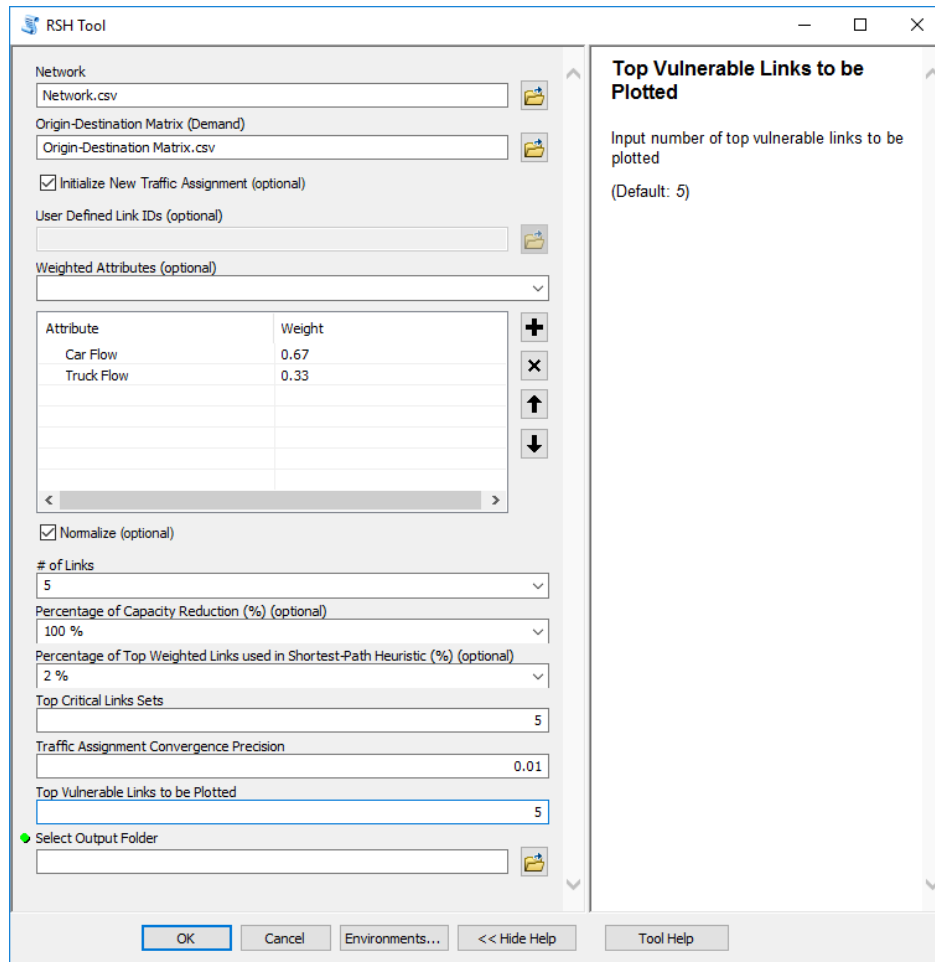 RSH Tool
Network
Network.csv
Origin-Destination Matrix (Demand)
Origin-Destination Matrix.csv
Initialize New Traffic Assignment (optional)
User Defined Link IDs (optional)
Weighted Attributes (optional)
Attribute Weight
Car Flow 0.67
Truck Flow 0.33
Normalize (optional)
# of Links
5
Percentage of Capacity Reduction (%) (optional)
100 %
Percentage of Top Weighted Links used in Shortest-Path Heuristic (%) (optional)
2 %
Top Critical Links Sets
5
Traffic Assignment Convergence Precision
0.01
Top Vulnerable Links to be Plotted
5
Select Output Folder
Top Vulnerable Links to be
Plotted
Input number of top vulnerable links to be
plotted
(Default: 5)
OK Cancel Environments... << Hide Help Tool Help